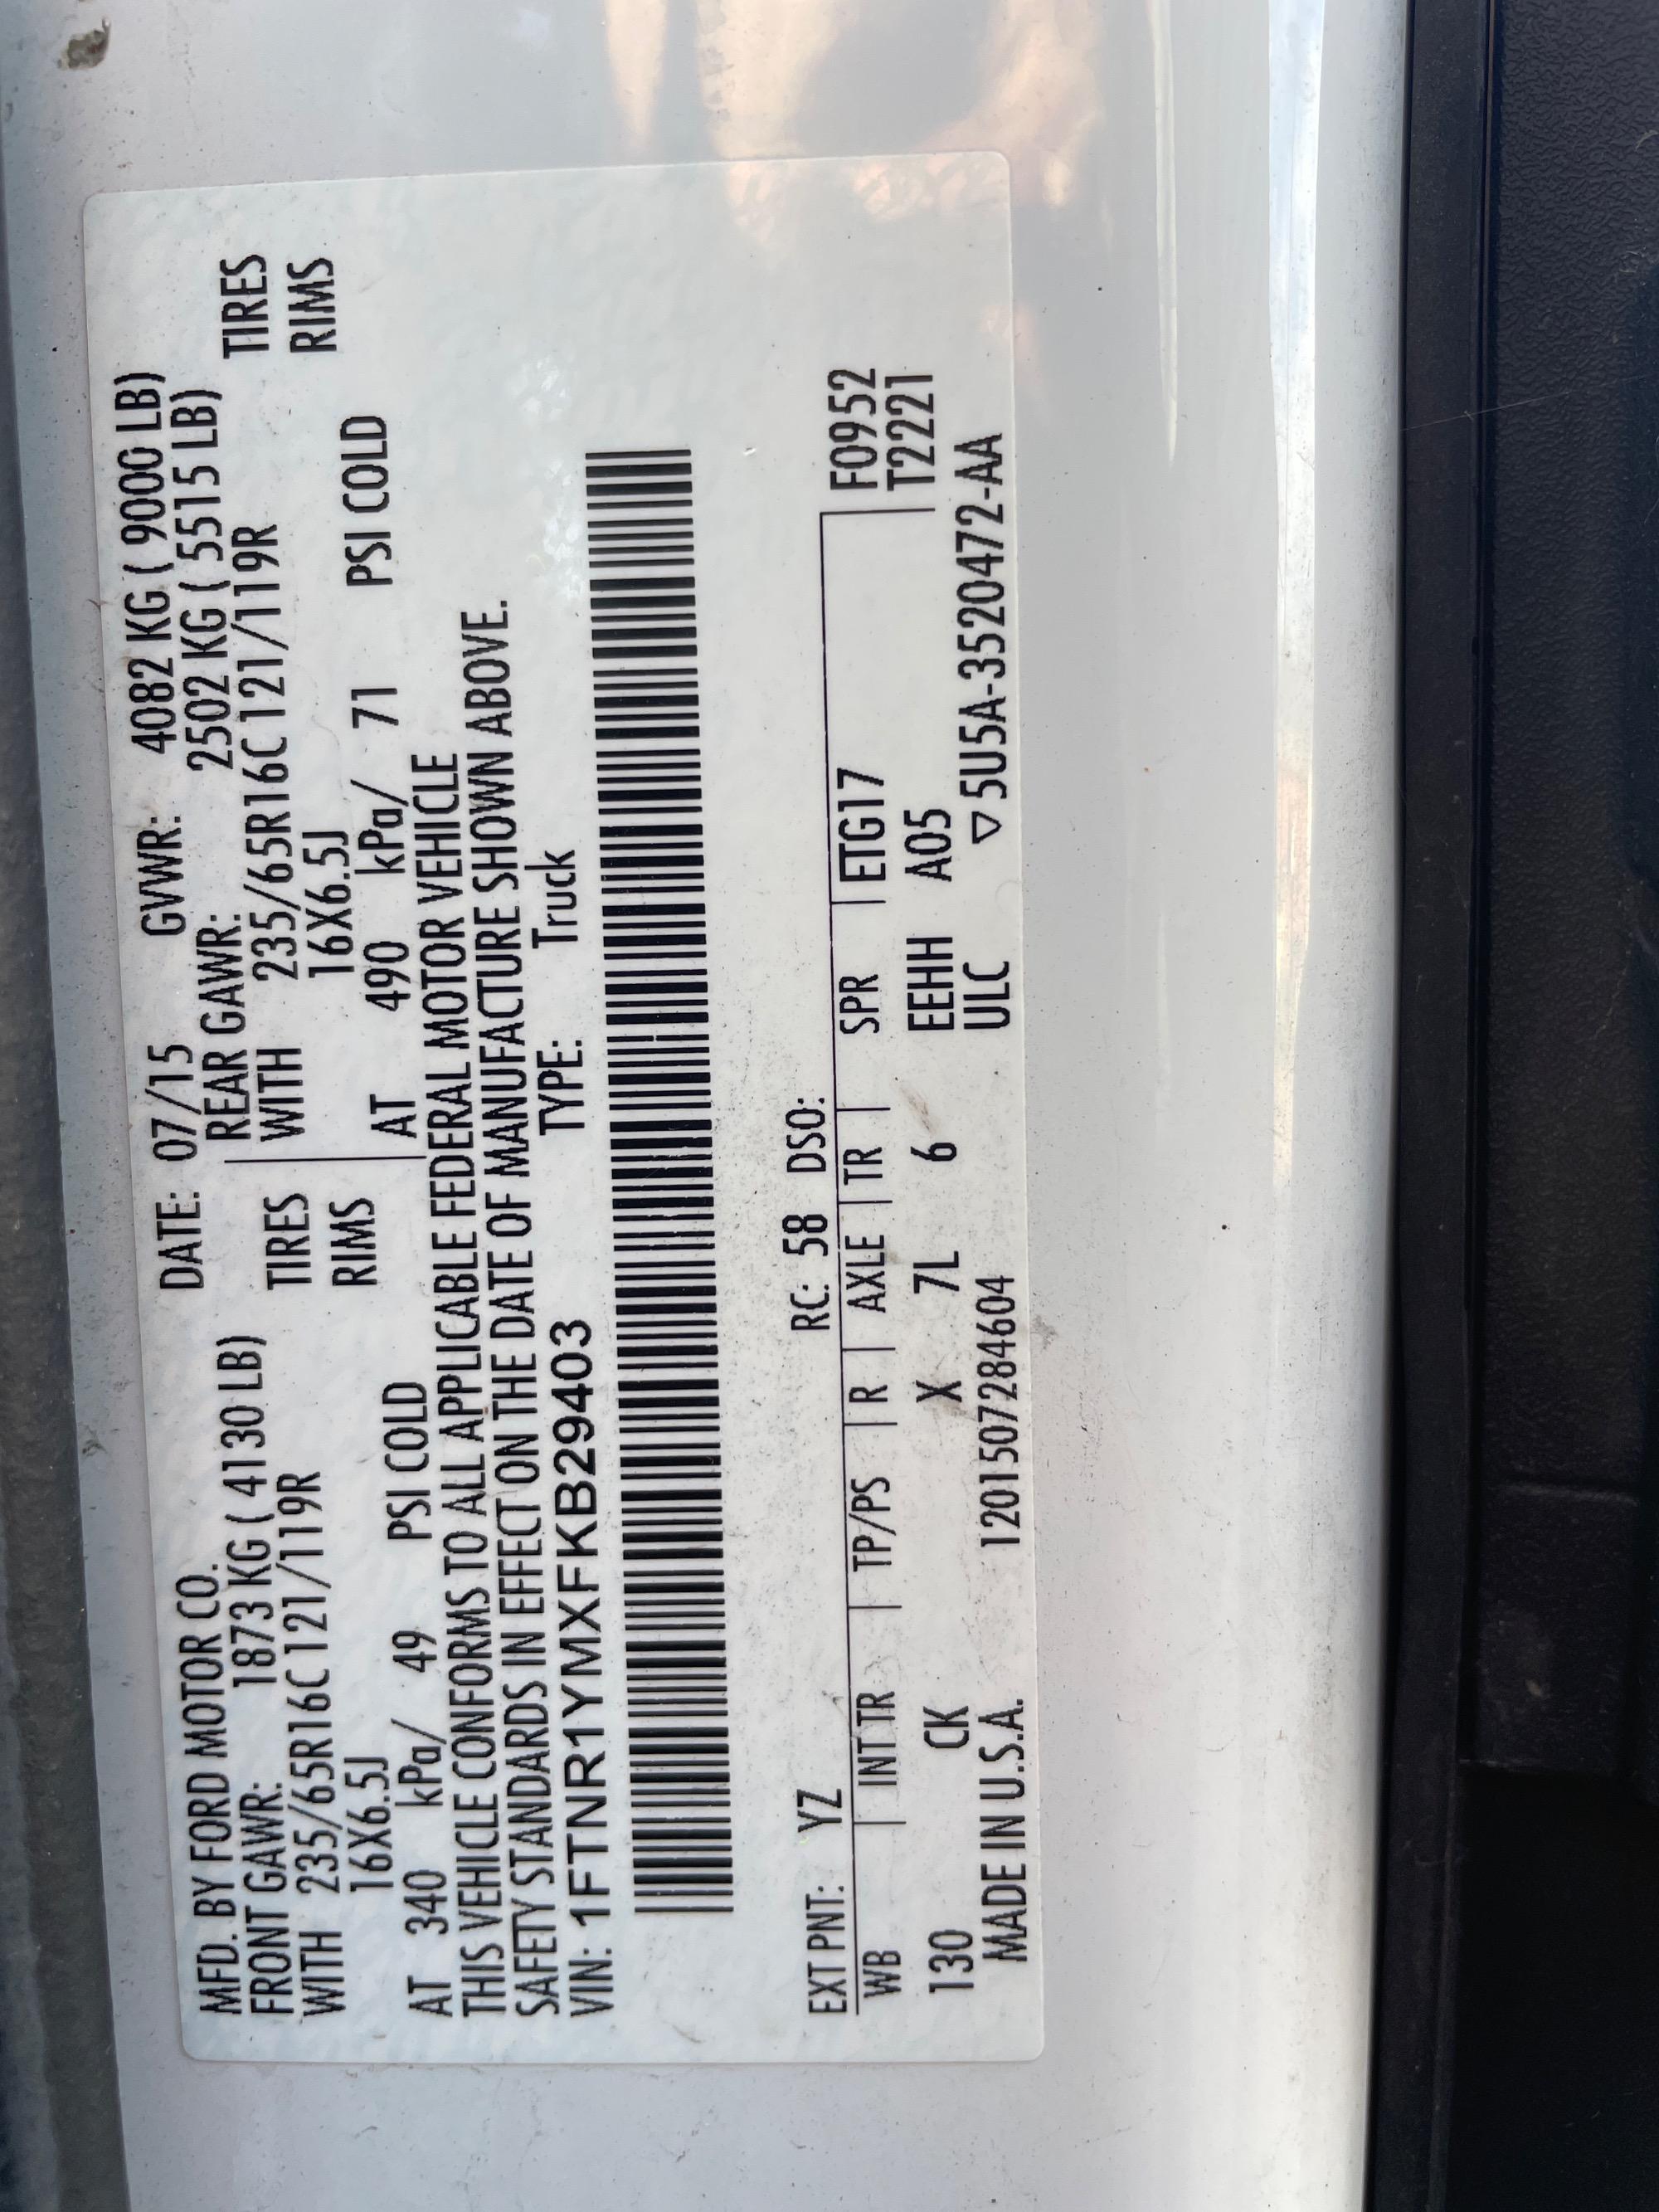 MFD. BY FORD MOTOR CO. DATE: 07/15 GVWR: 4082 KG ( 9000 LB)
FRONT GAWR: 1873 KG ( 4130 LB) REAR GAWR: 2502 KG ( 5515 LB)
WITH 235/65R16C 121/119R TIRES WITH 235/65R16C 121/119R TIRES
16X6.5J RIMS 16X6.5J RIMS
AT 340 kPa/ 49 PSI COLD AT 490 kPa/ 71 PSI COLD
THIS VEHICLE CONFORMS TO ALL APPLICABLE FEDERAL MOTOR VEHICLE
SAFETY STANDARDS IN EFFECT ON THE DATE OF MANUFACTURE SHOWN ABOVE.
VIN: 1FTNR1YMXFKB29403 TYPE: Truck
EXT PNT: YZ RC: 58 DSO:
WB INT TR TP/PS R AXLE TR SPR ETG17 F0952
130 CK X 7L 6 EEHH A05 T2221
MADE IN U.S.A. 1201507284604 ULC ▽5U5A-3520472-AA